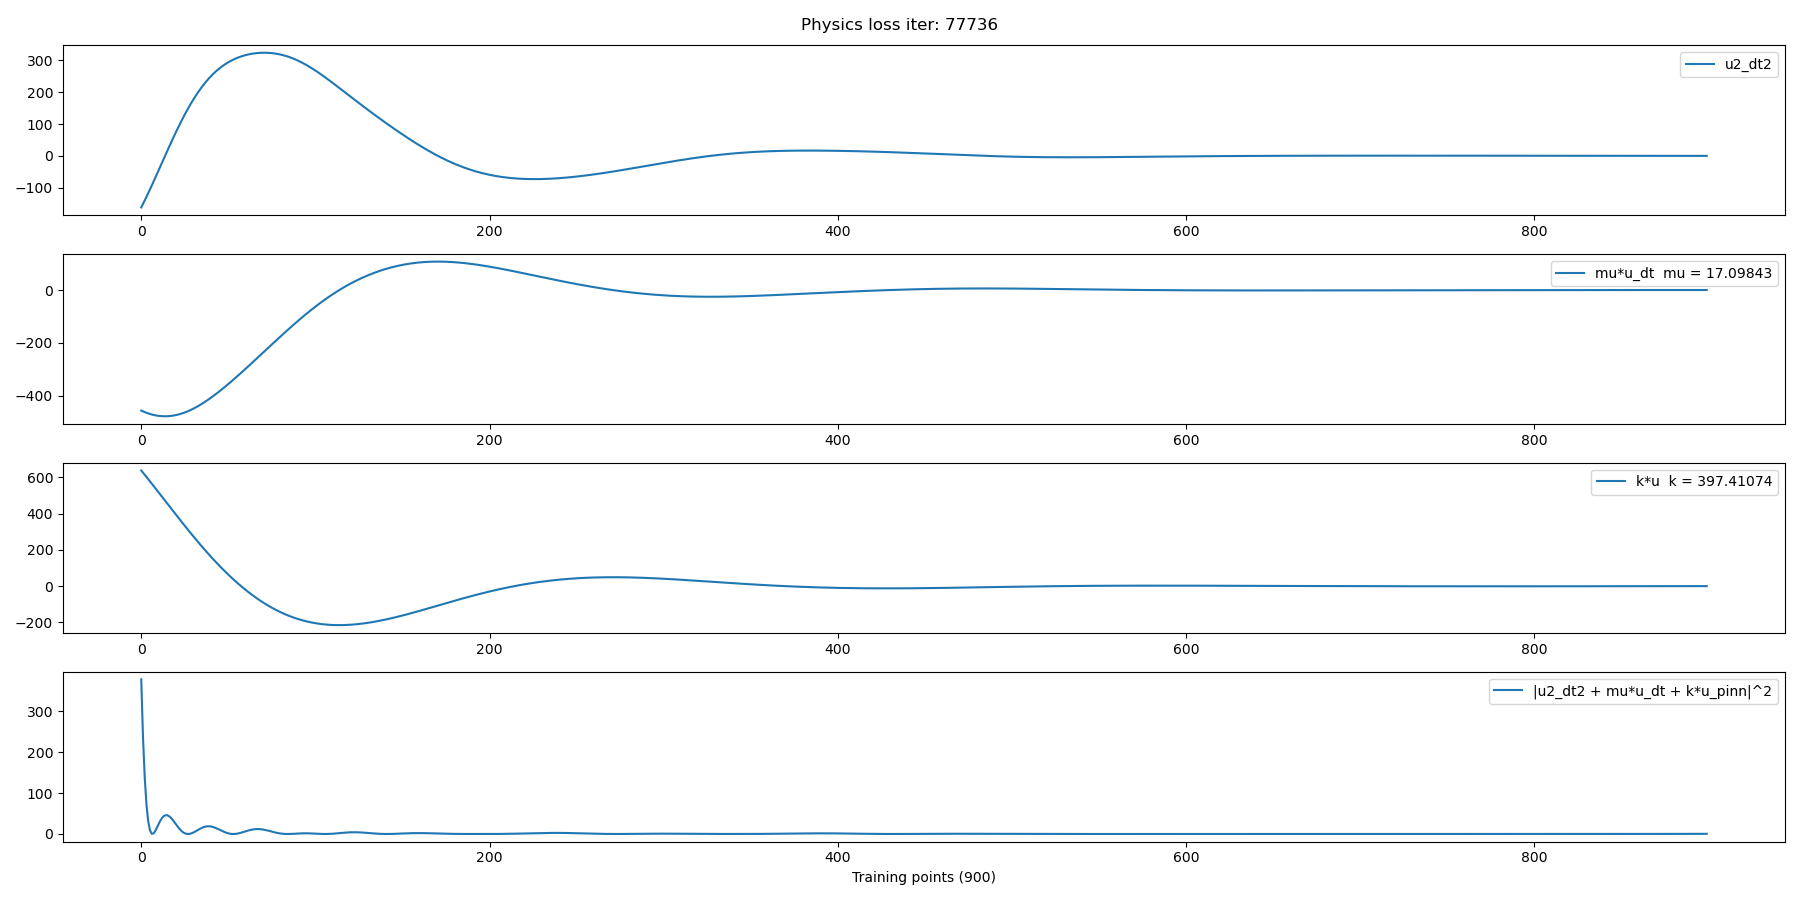 Physics loss iter: 77736
300
200
100
0
−100
u2_dt2
0 200 400 600 800
0
−200
−400
mu*u_dt  mu = 17.09843
0 200 400 600 800
600
400
200
0
−200
k*u  k = 397.41074
0 200 400 600 800
300
200
100
0
|u2_dt2 + mu*u_dt + k*u_pinn|^2
0 200 400 600 800
Training points (900)